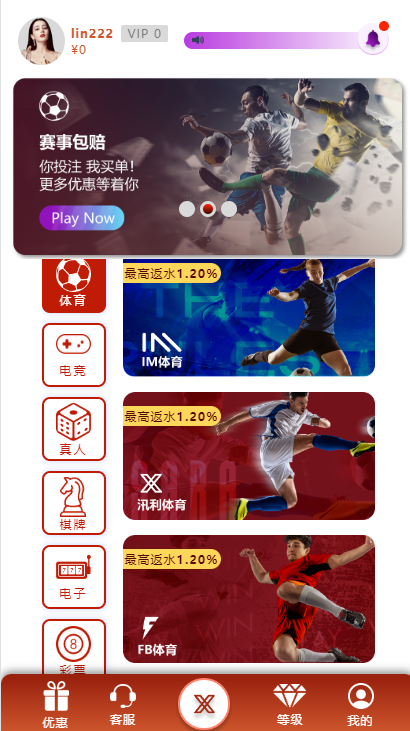 lin222 VIP 0
¥0
赛事包赔
你投注 我买单！
更多优惠等着你
Play Now
体育
电竞
真人
棋牌
电子
彩票
最高返水1.20%
IM体育
最高返水1.20%
汛利体育
最高返水1.20%
FB体育
优惠
客服
等级
我的